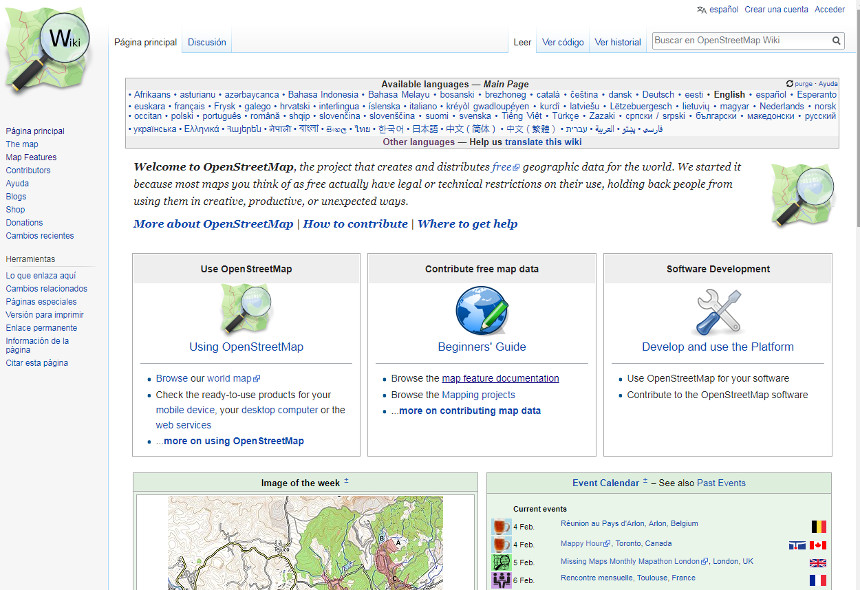 Wiki
español Crear una cuenta Acceder
Página principal Discusión Leer Ver código Ver historial Buscar en OpenStreetMap Wiki
Página principal
The map
Map Features
Contributors
Ayuda
Blogs
Shop
Donations
Cambios recientes
Herramientas
Lo que enlaza aquí
Cambios relacionados
Páginas especiales
Versión para imprimir
Enlace permanente
Información de la
página
Citar esta página
Available languages — Main Page purge · Ayuda
• Afrikaans • asturianu • azərbaycanca • Bahasa Indonesia • Bahasa Melayu • bosanski • brezhoneg • català • čeština • dansk • Deutsch • eesti • English • español • Esperanto
• euskara • français • Frysk • galego • hrvatski • interlingua • íslenska • italiano • kréyòl gwadloupéyen • kurdî • latviešu • Lëtzebuergesch • lietuvių • magyar • Nederlands • norsk
• occitan • polski • português • română • shqip • slovenčina • slovenščina • suomi • svenska • Tiếng Việt • Türkçe • Zazaki • српски / srpski • български • македонски • русский
• українська • Ελληνικά • Հայերեն • नेपाली • বাংলা • සිංහල • ไทย • 한국어 • 日本語 • 中文（简体） • 中文（繁體） • עברית • العربية • پښتو • فارسی
Other languages — Help us translate this wiki
Welcome to OpenStreetMap, the project that creates and distributes free geographic data for the world. We started it
because most maps you think of as free actually have legal or technical restrictions on their use, holding back people from
using them in creative, productive, or unexpected ways.
More about OpenStreetMap | How to contribute | Where to get help
Use OpenStreetMap
Using OpenStreetMap
• Browse our world map
• Check the ready-to-use products for your
mobile device, your desktop computer or the
web services
• ...more on using OpenStreetMap
Contribute free map data
Beginners' Guide
• Browse the map feature documentation
• Browse the Mapping projects
• ...more on contributing map data
Software Development
Develop and use the Platform
• Use OpenStreetMap for your software
• Contribute to the OpenStreetMap software
Image of the week ±
A
B
C
Event Calendar ± – See also Past Events
Current events
4 Feb. Réunion au Pays d'Arlon, Arlon, Belgium
4 Feb. Mappy Hour, Toronto, Canada
5 Feb. Missing Maps Monthly Mapathon London, London, UK
6 Feb. Rencontre mensuelle, Toulouse, France